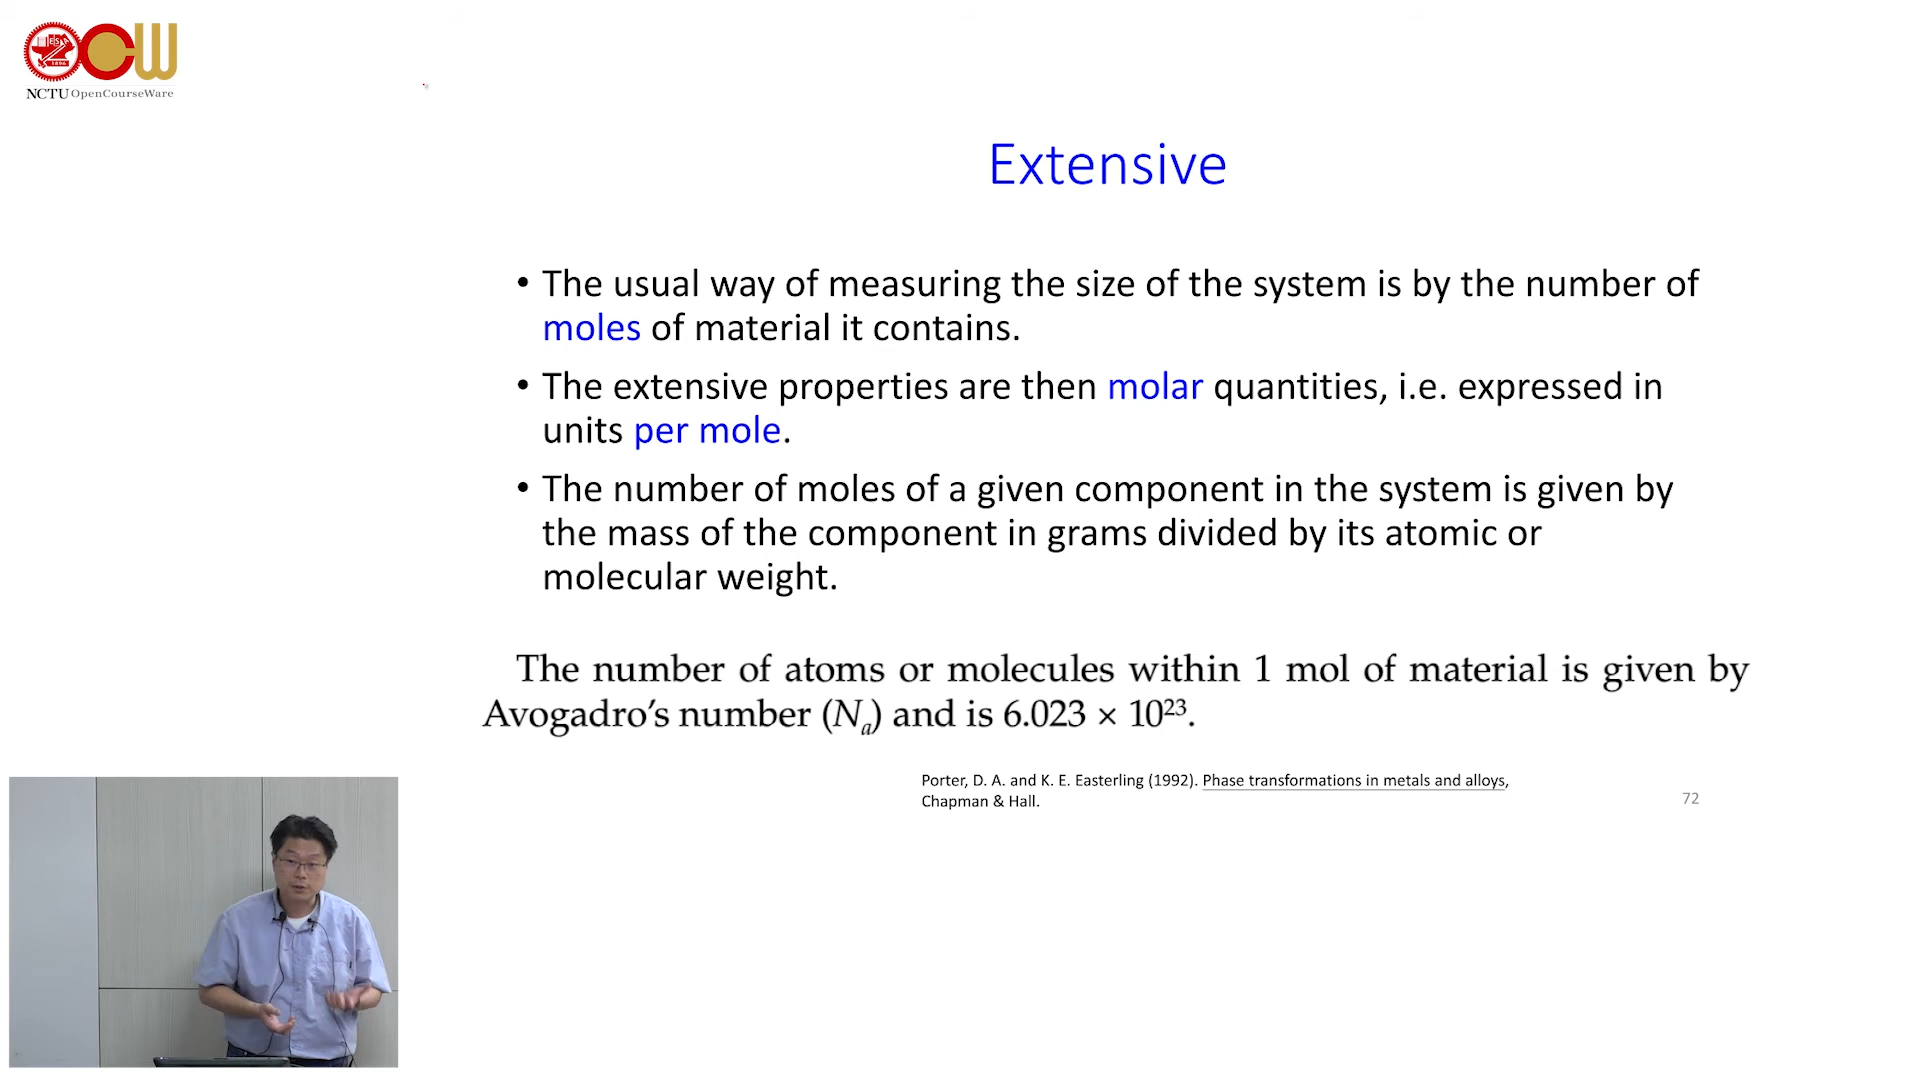 NCTU OpenCourseWare
Extensive
• The usual way of measuring the size of the system is by the number of
moles of material it contains.
• The extensive properties are then molar quantities, i.e. expressed in
units per mole.
• The number of moles of a given component in the system is given by
the mass of the component in grams divided by its atomic or
molecular weight.
The number of atoms or molecules within 1 mol of material is given by
Avogadro’s number (Nₐ) and is 6.023 × 10²³.
Porter, D. A. and K. E. Easterling (1992). Phase transformations in metals and alloys,
Chapman & Hall.
72